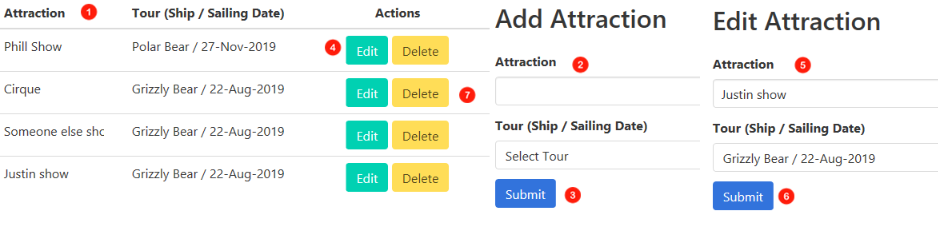 Attraction 1 Tour (Ship / Sailing Date) Actions
Phill Show Polar Bear / 27-Nov-2019 4 Edit Delete
Cirque Grizzly Bear / 22-Aug-2019 Edit Delete 7
Someone else sho Grizzly Bear / 22-Aug-2019 Edit Delete
Justin show Grizzly Bear / 22-Aug-2019 Edit Delete
Add Attraction
Attraction 2
Tour (Ship / Sailing Date)
Select Tour
Submit 3
Edit Attraction
Attraction 5
Justin show
Tour (Ship / Sailing Date)
Grizzly Bear / 22-Aug-2019
Submit 6